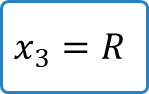 x₃ = R